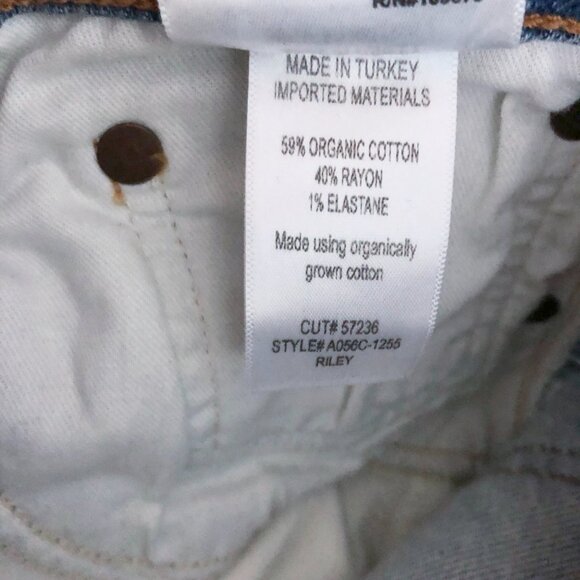 MADE IN TURKEY
IMPORTED MATERIALS
59% ORGANIC COTTON
40% RAYON
1% ELASTANE
Made using organically
grown cotton
CUT# 57236
STYLE# A056C-1255
RILEY